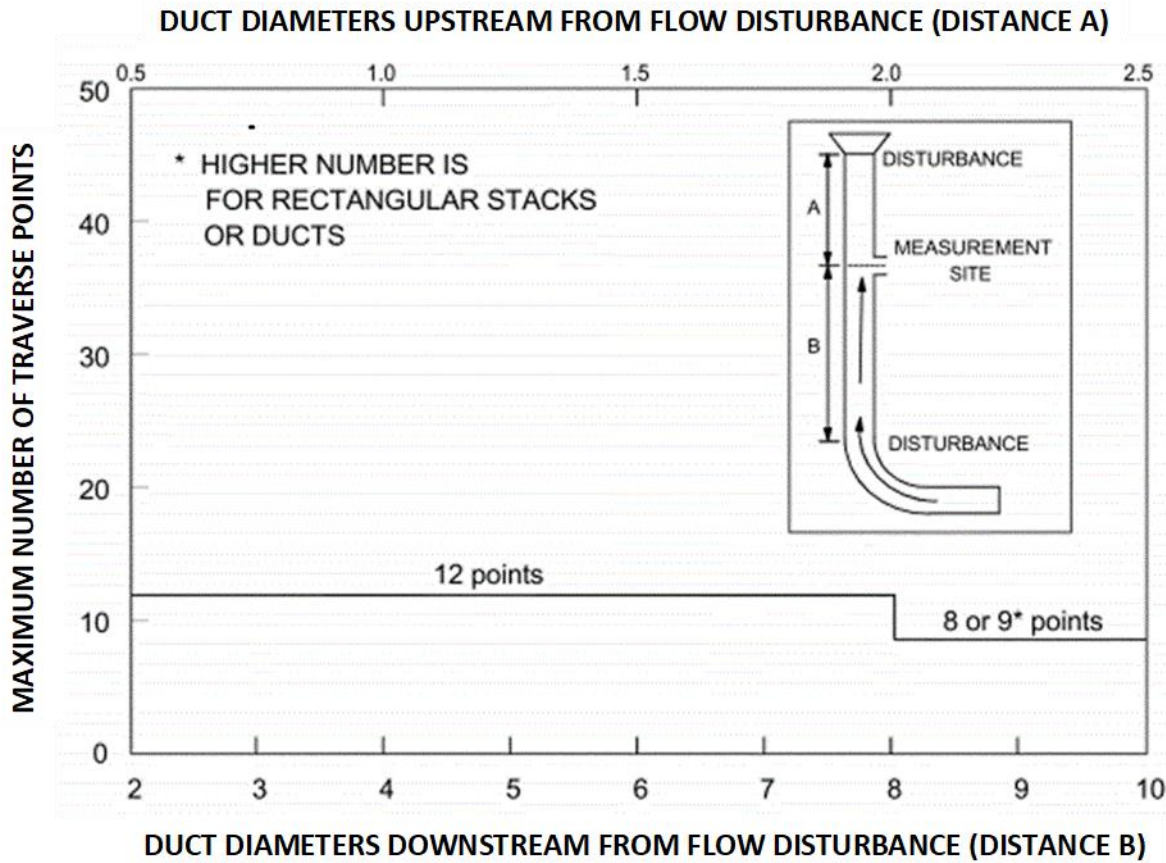 DUCT DIAMETERS UPSTREAM FROM FLOW DISTURBANCE (DISTANCE A)
0.5 1.0 1.5 2.0 2.5
MAXIMUM NUMBER OF TRAVERSE POINTS
50
40
30
20
10
0
* HIGHER NUMBER IS
FOR RECTANGULAR STACKS
OR DUCTS
DISTURBANCE
A
MEASUREMENT
SITE
B
DISTURBANCE
12 points
8 or 9* points
2 3 4 5 6 7 8 9 10
DUCT DIAMETERS DOWNSTREAM FROM FLOW DISTURBANCE (DISTANCE B)